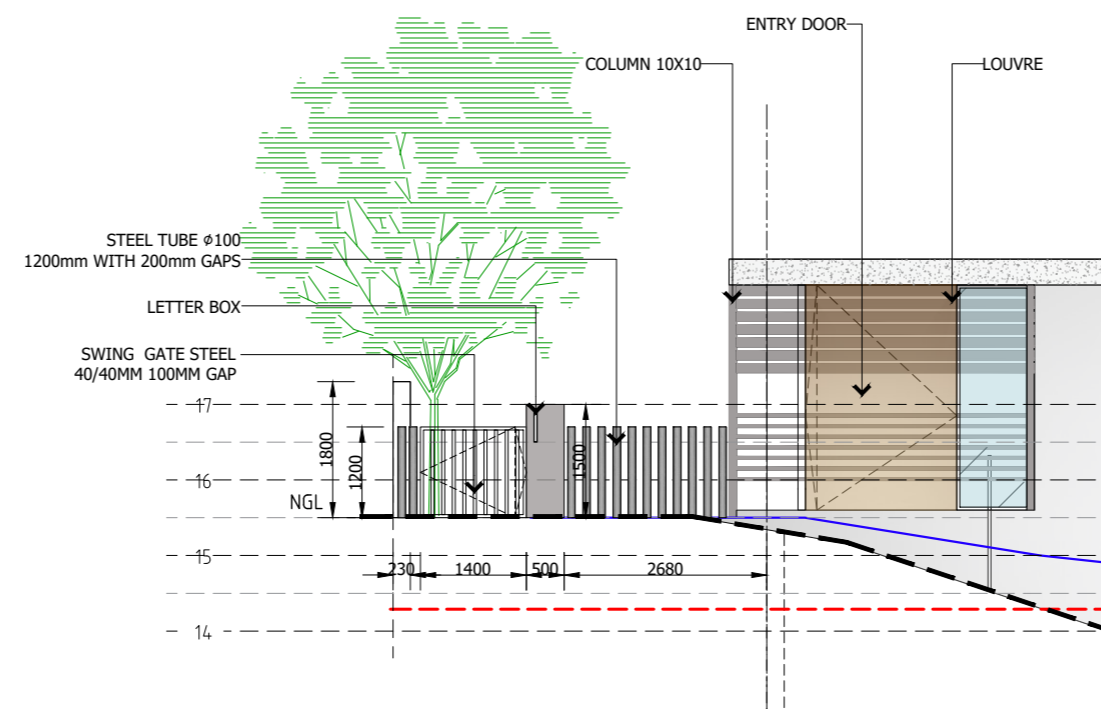 ENTRY DOOR
COLUMN 10X10
LOUVRE
STEEL TUBE ϕ100
1200mm WITH 200mm GAPS
LETTER BOX
SWING GATE STEEL
40/40MM 100MM GAP
17
1800
1200
1500
16
NGL
15
230
1400
500
2680
14